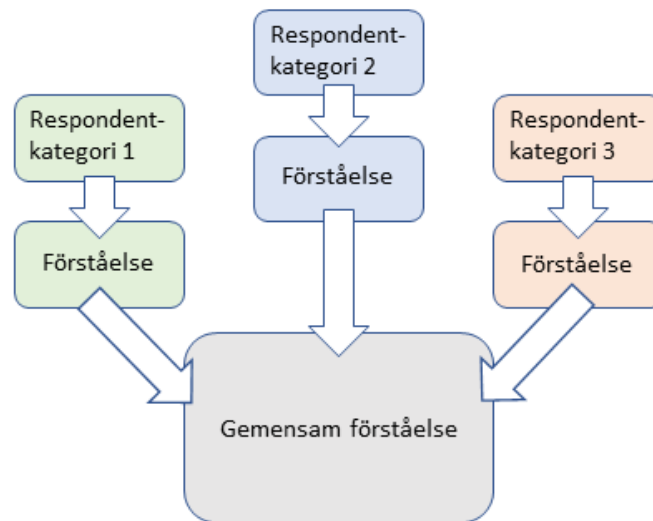 Respondent-
kategori 2
Respondent-
kategori 1
Respondent-
kategori 3
Förståelse
Förståelse
Förståelse
Gemensam förståelse